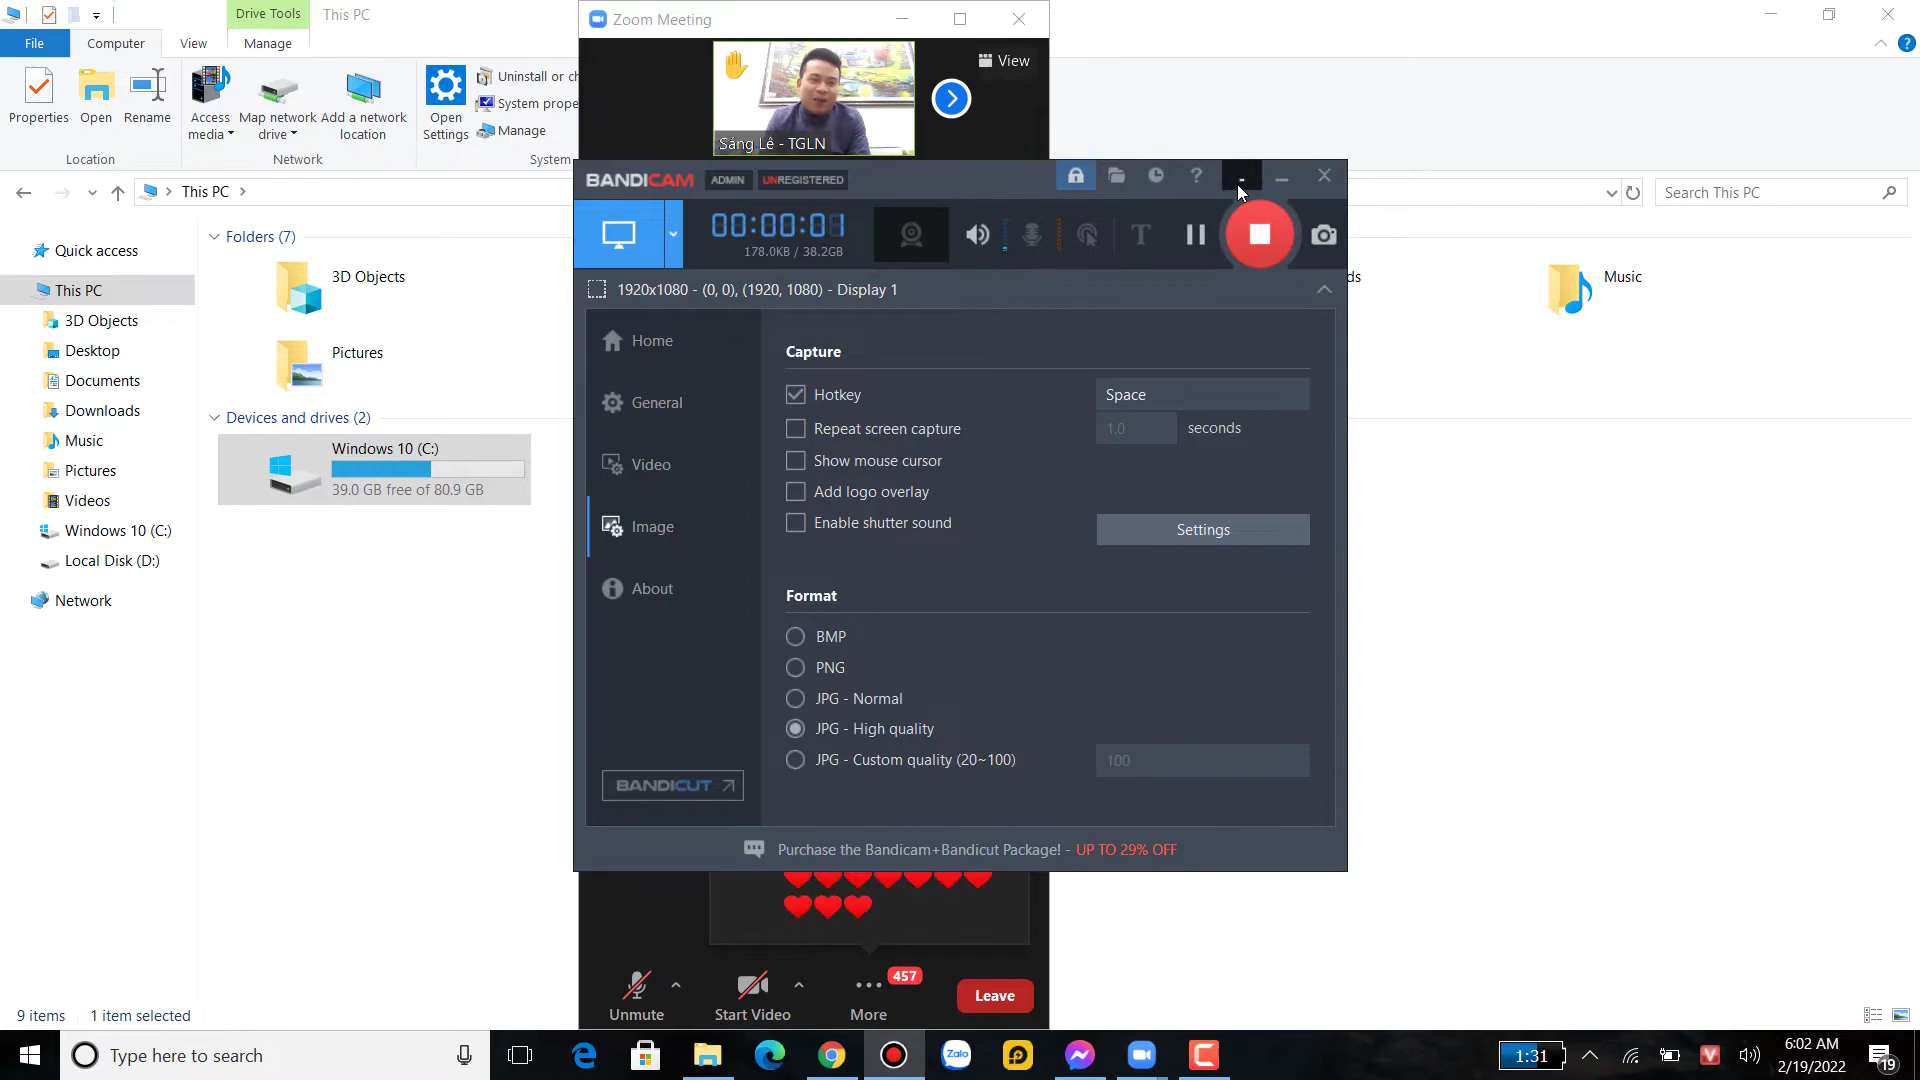 Drive Tools
This PC
File
Computer
View
Manage
Properties
Open
Rename
Access media
Map network drive
Add a network location
Open Settings
Uninstall or ch
System prope
Manage
Location
Network
System
This PC
Search This PC
Quick access
This PC
3D Objects
Desktop
Documents
Downloads
Music
Pictures
Videos
Windows 10 (C:)
Local Disk (D:)
Network
Folders (7)
3D Objects
Pictures
ds
Music
Devices and drives (2)
Windows 10 (C:)
39.0 GB free of 80.9 GB
9 items
1 item selected
Zoom Meeting
View
Sáng Lê - TGLN
BANDICAM
ADMIN
UNREGISTERED
178.0KB / 38.2GB
1920x1080 - (0, 0), (1920, 1080) - Display 1
Home
General
Video
Image
About
BANDICUT
Capture
Hotkey
Space
Repeat screen capture
1.0
seconds
Show mouse cursor
Add logo overlay
Enable shutter sound
Settings
Format
BMP
PNG
JPG - Normal
JPG - High quality
JPG - Custom quality (20~100)
100
Purchase the Bandicam+Bandicut Package! - UP TO 29% OFF
Unmute
Start Video
457
More
Leave
Type here to search
Zalo
1:31
V
6:02 AM
2/19/2022
19